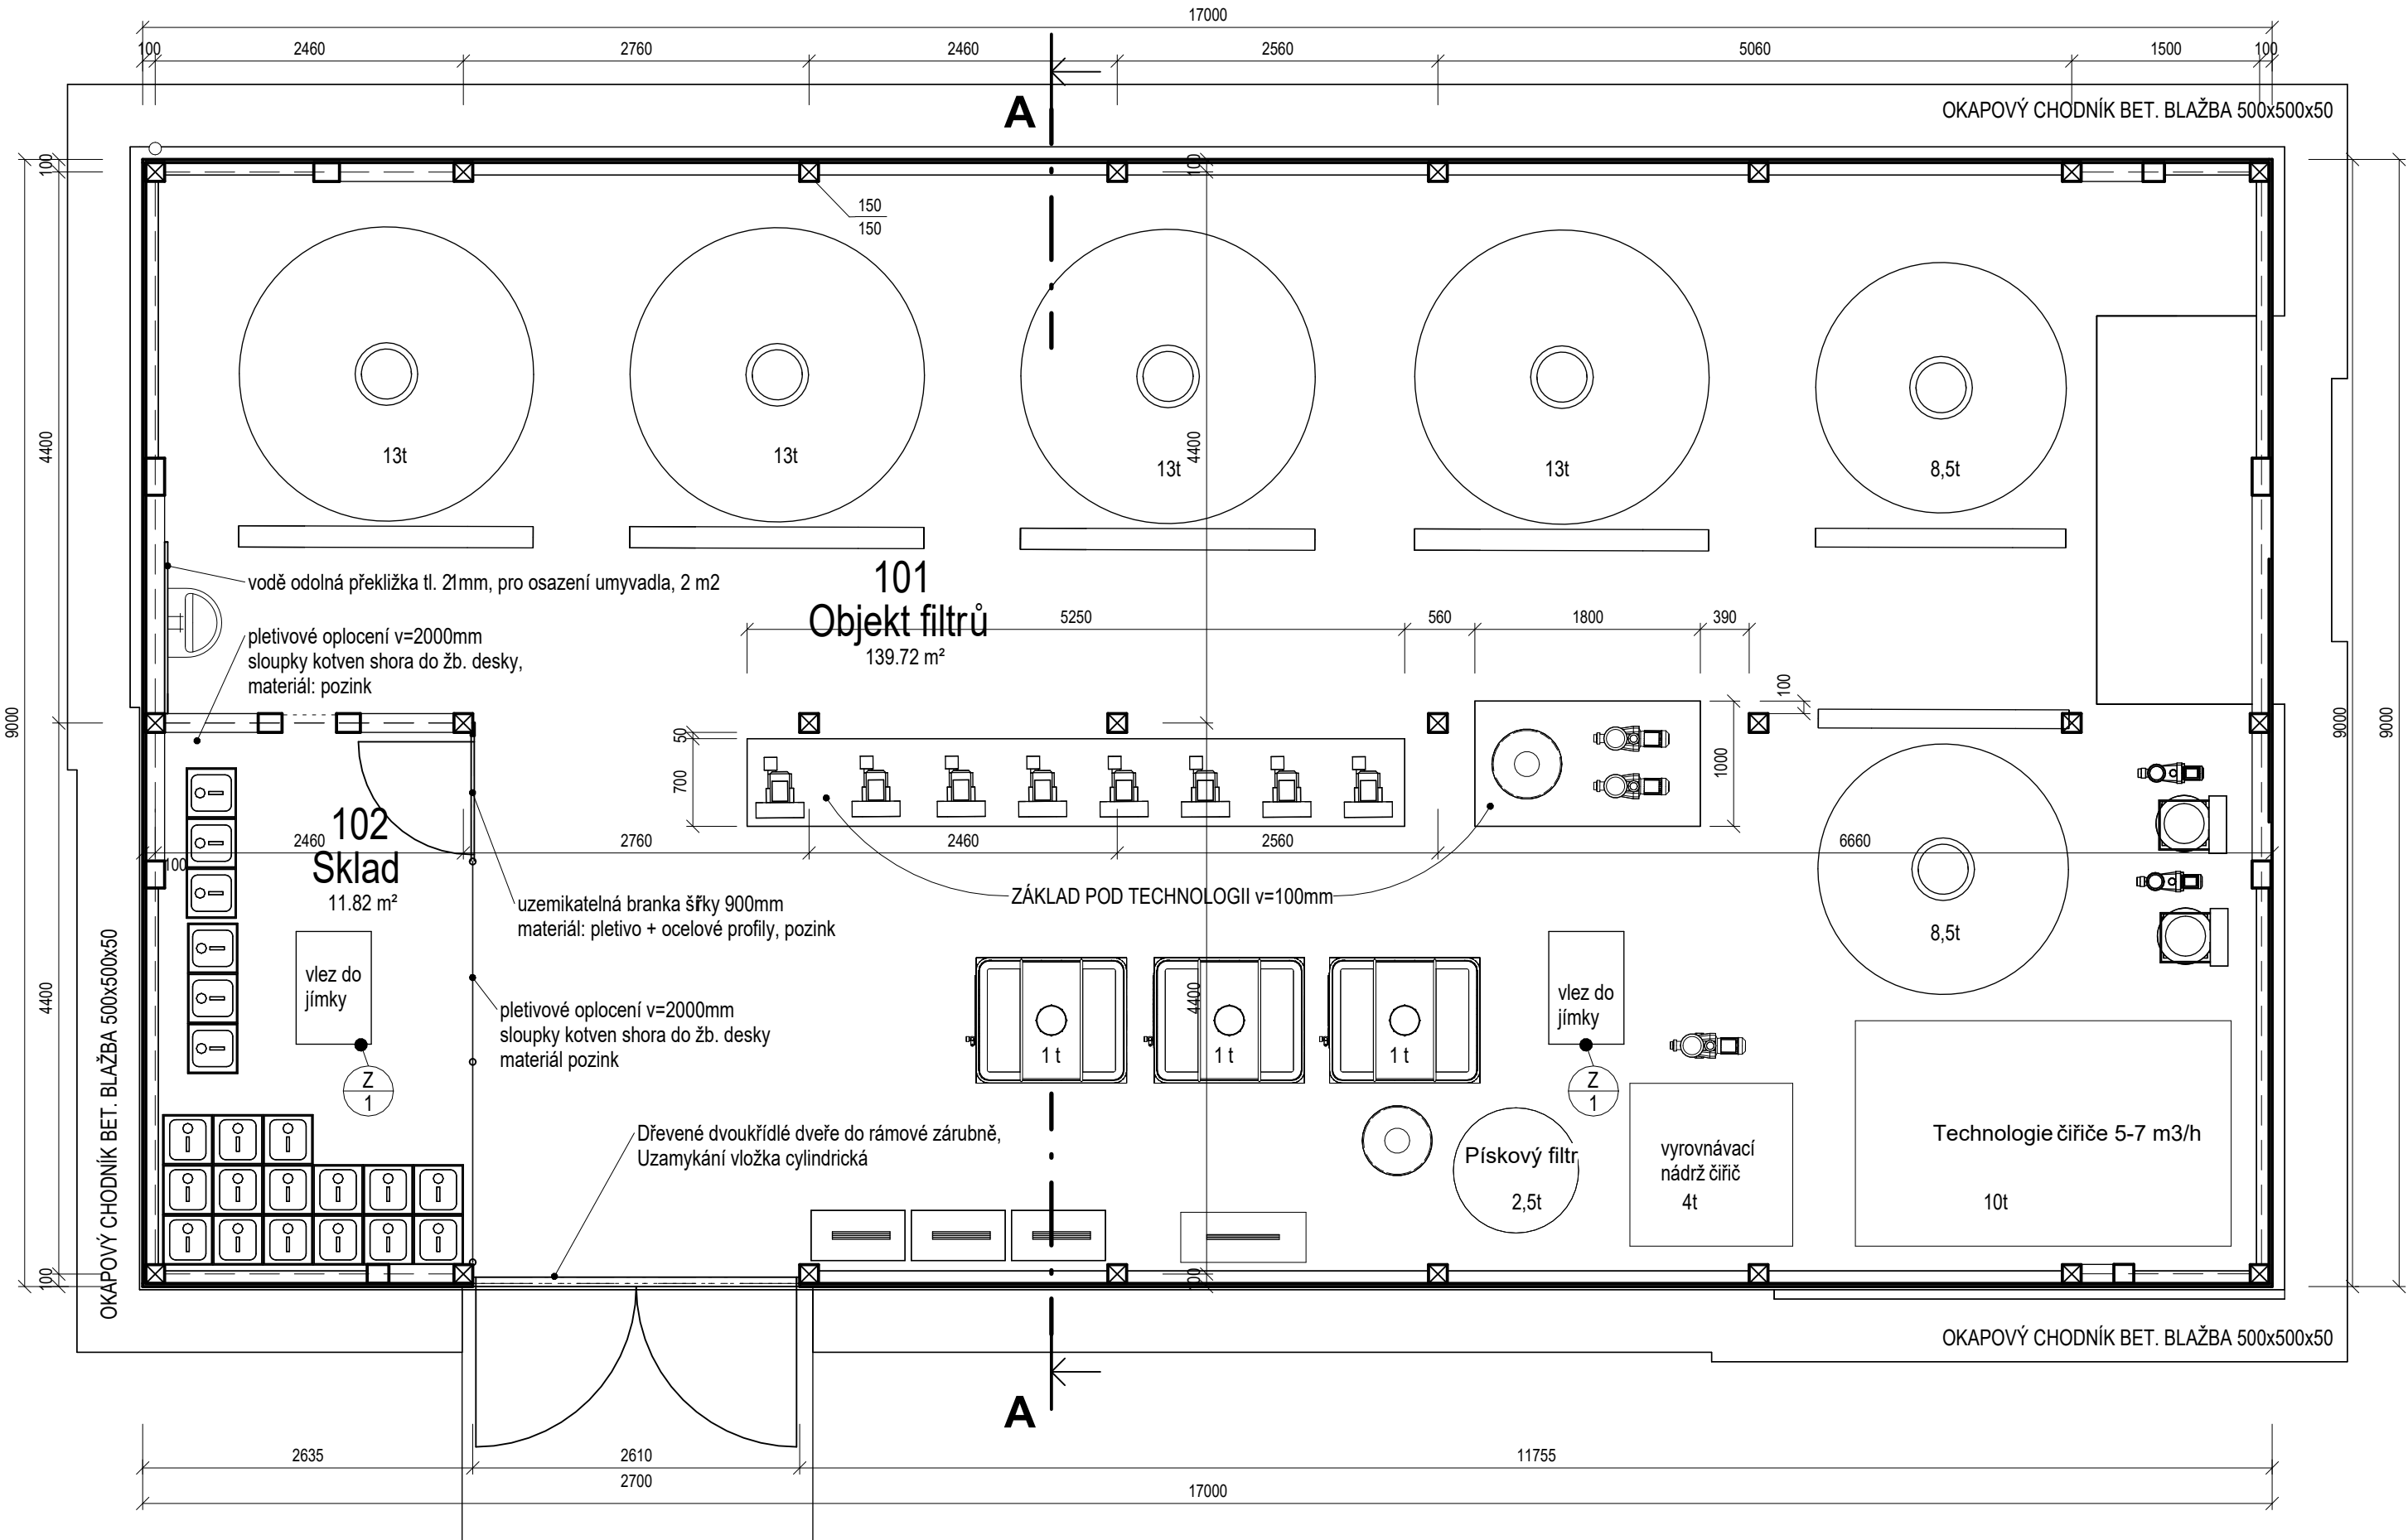 17000
100
2460
2760
2460
2560
5060
1500
100
A
OKAPOVÝ CHODNÍK BET. BLAŽBA 500x500x50
100
100
150
150
4400
4400
13t
13t
13t
13t
8,5t
vodě odolná překližka tl. 21mm, pro osazení umyvadla, 2 m2
101
Objekt filtrů
139.72 m²
pletivové oplocení v=2000mm
sloupky kotven shora do žb. desky,
materiál: pozink
5250
560
1800
390
100
9000
9000
9000
50
700
1000
102
Sklad
11.82 m²
100
2460
2760
2460
2560
6660
ZÁKLAD POD TECHNOLOGII v=100mm
uzemikatelná branka šířky 900mm
materiál: pletivo + ocelové profily, pozink
8,5t
vlez do
jímky
vlez do
jímky
4400
4400
pletivové oplocení v=2000mm
sloupky kotven shora do žb. desky
materiál pozink
1 t
1 t
1 t
Z
1
Z
1
OKAPOVÝ CHODNÍK BET. BLAŽBA 500x500x50
Dřevené dvoukřídlé dveře do rámové zárubně,
Uzamykání vložka cylindrická
Pískový filtr
2,5t
vyrovnávací
nádrž čiřič
4t
Technologie čiřiče 5-7 m3/h
10t
100
100
OKAPOVÝ CHODNÍK BET. BLAŽBA 500x500x50
A
2635
2610
2700
11755
17000